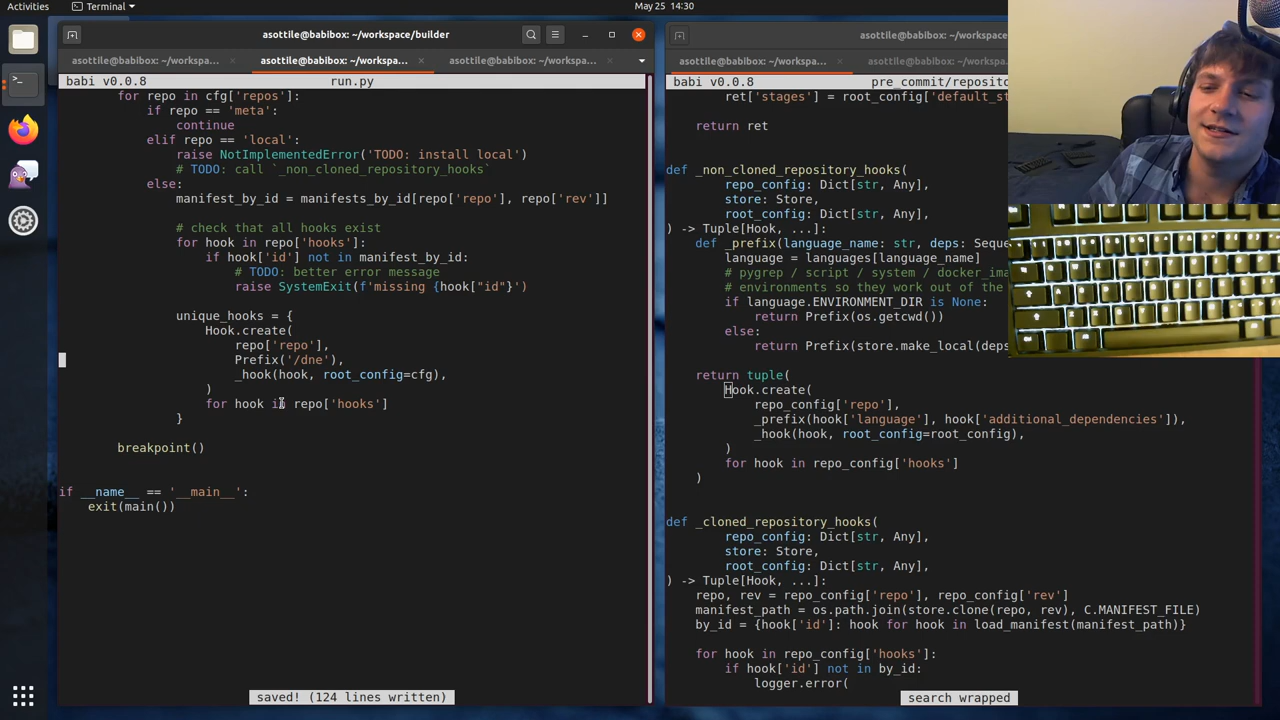 Activities
Terminal
May 25 14:30
asottile@babibox: ~/workspace/builder
asottile@babibox: ~/workspa...
asottile@babibox: ~/workspa...
asottile@babibox: ~/workspa...
babi v0.0.8 run.py
for repo in cfg['repos']:
if repo == 'meta':
continue
elif repo == 'local':
raise NotImplementedError('TODO: install local')
# TODO: call `_non_cloned_repository_hooks`
else:
manifest_by_id = manifests_by_id[repo['repo'], repo['rev']]
# check that all hooks exist
for hook in repo['hooks']:
if hook['id'] not in manifest_by_id:
# TODO: better error message
raise SystemExit(f'missing {hook["id"}')
unique_hooks = {
Hook.create(
repo['repo'],
Prefix('/dne'),
_hook(hook, root_config=cfg),
)
for hook in repo['hooks']
}
breakpoint()
if __name__ == '__main__':
exit(main())
saved! (124 lines written)
asottile@babibox: ~/workspace
asottile@babibox: ~/workspa...
asottile@babibox: ~/workspa
babi v0.0.8 pre_commit/reposito
ret['stages'] = root_config['default_st
return ret
def _non_cloned_repository_hooks(
repo_config: Dict[str, Any],
store: Store,
root_config: Dict[str, Any],
) -> Tuple[Hook, ...]:
def _prefix(language_name: str, deps: Seque
language = languages[language_name]
# pygrep / script / system / docker_ima
# environments so they work out of the
if language.ENVIRONMENT_DIR is None:
return Prefix(os.getcwd())
else:
return Prefix(store.make_local(deps
return tuple(
Hook.create(
repo_config['repo'],
_prefix(hook['language'], hook['additional_dependencies']),
_hook(hook, root_config=root_config),
)
for hook in repo_config['hooks']
)
def _cloned_repository_hooks(
repo_config: Dict[str, Any],
store: Store,
root_config: Dict[str, Any],
) -> Tuple[Hook, ...]:
repo, rev = repo_config['repo'], repo_config['rev']
manifest_path = os.path.join(store.clone(repo, rev), C.MANIFEST_FILE)
by_id = {hook['id']: hook for hook in load_manifest(manifest_path)}
for hook in repo_config['hooks']:
if hook['id'] not in by_id:
logger.error(
search wrapped